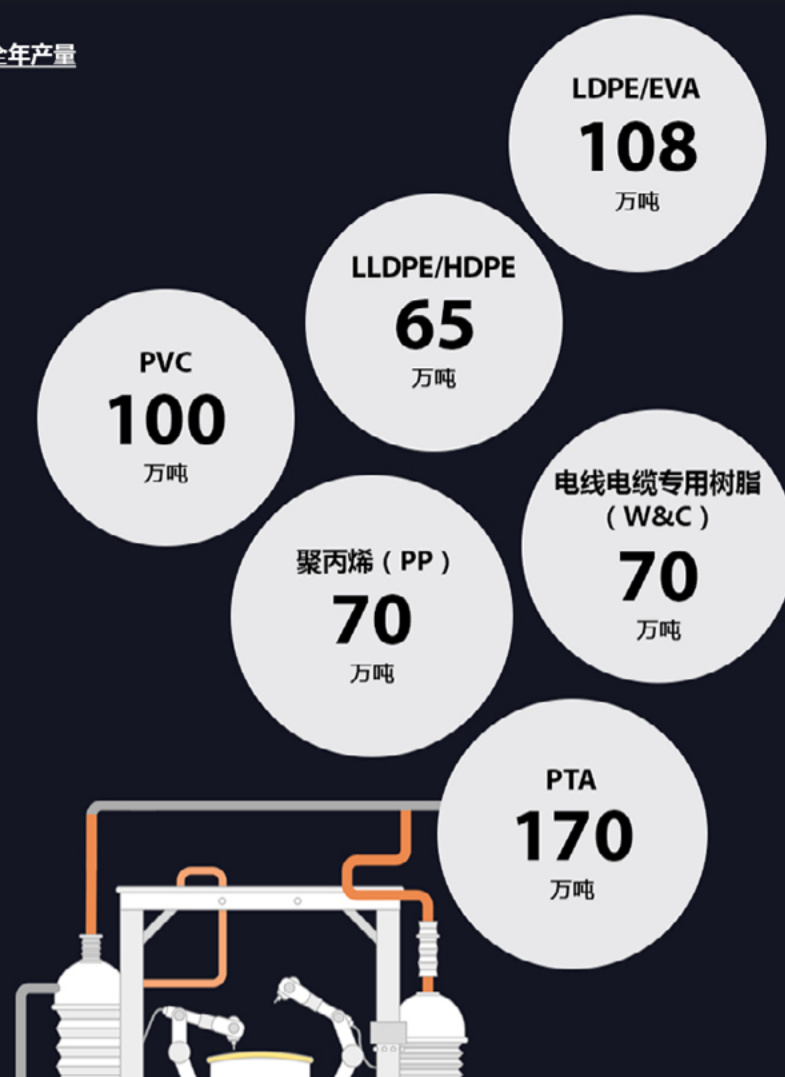 全年产量
LDPE/EVA
108
万吨
LLDPE/HDPE
65
万吨
PVC
100
万吨
电线电缆专用树脂
（W&C）
70
万吨
聚丙烯（PP）
70
万吨
PTA
170
万吨